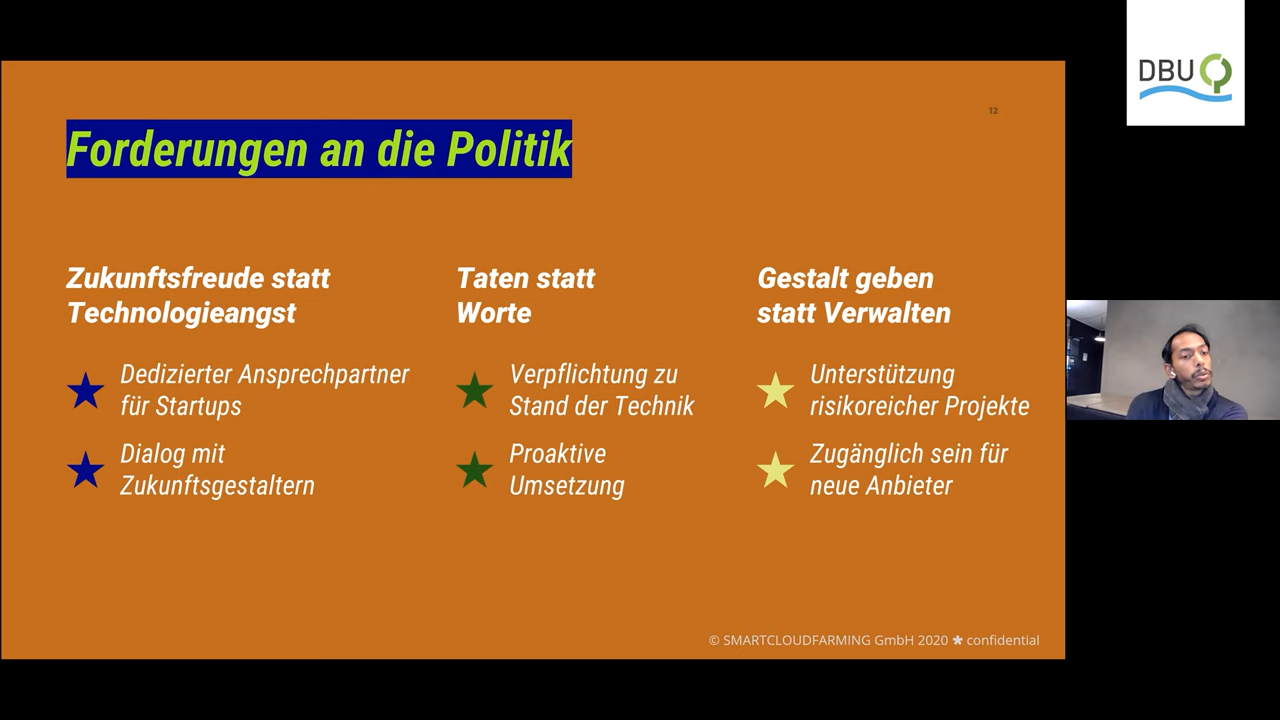 DBU
12
Forderungen an die Politik
Zukunftsfreude statt
Technologieangst
Dedizierter Ansprechpartner
für Startups
Dialog mit
Zukunftsgestaltern
Taten statt
Worte
Verpflichtung zu
Stand der Technik
Proaktive
Umsetzung
Gestalt geben
statt Verwalten
Unterstützung
risikoreicher Projekte
Zugänglich sein für
neue Anbieter
© SMARTCLOUDFARMING GmbH 2020 * confidential